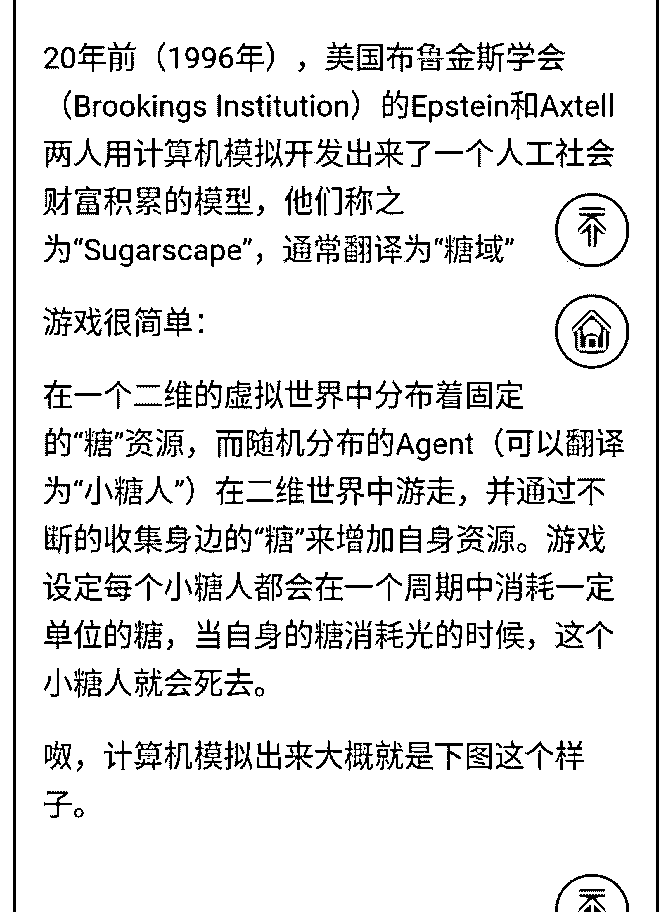 20年前（1996年），美国布鲁金斯学会
（Brookings Institution）的Epstein和Axtell
两人用计算机模拟开发出来了一个人工社会
财富积累的模型，他们称之
为“Sugarscape”，通常翻译为“糖域”
游戏很简单：
在一个二维的虚拟世界中分布着固定
的“糖”资源，而随机分布的Agent（可以翻译
为“小糖人”）在二维世界中游走，并通过不
断的收集身边的“糖”来增加自身资源。游戏
设定每个小糖人都会在一个周期中消耗一定
单位的糖，当自身的糖消耗光的时候，这个
小糖人就会死去。
呶，计算机模拟出来大概就是下图这个样
子。